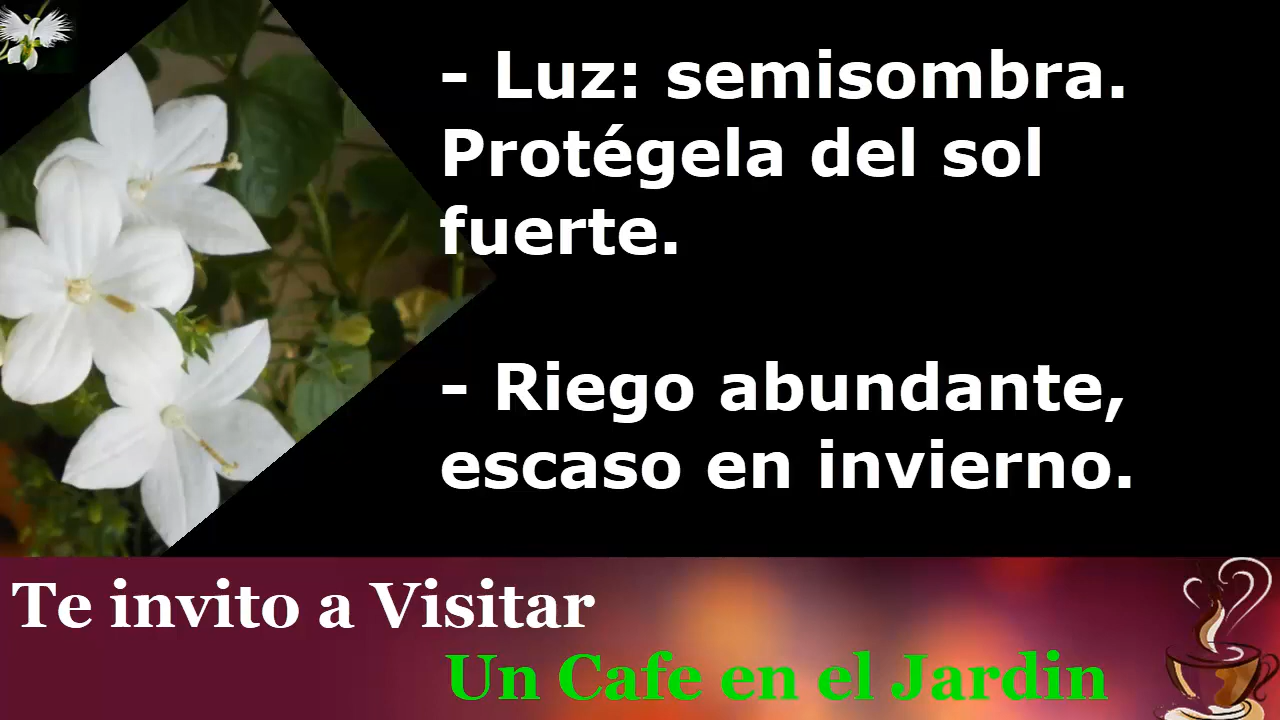 - Luz: semisombra.
Protégela del sol
fuerte.
- Riego abundante,
escaso en invierno.
Te invito a Visitar
Un Cafe en el Jardin